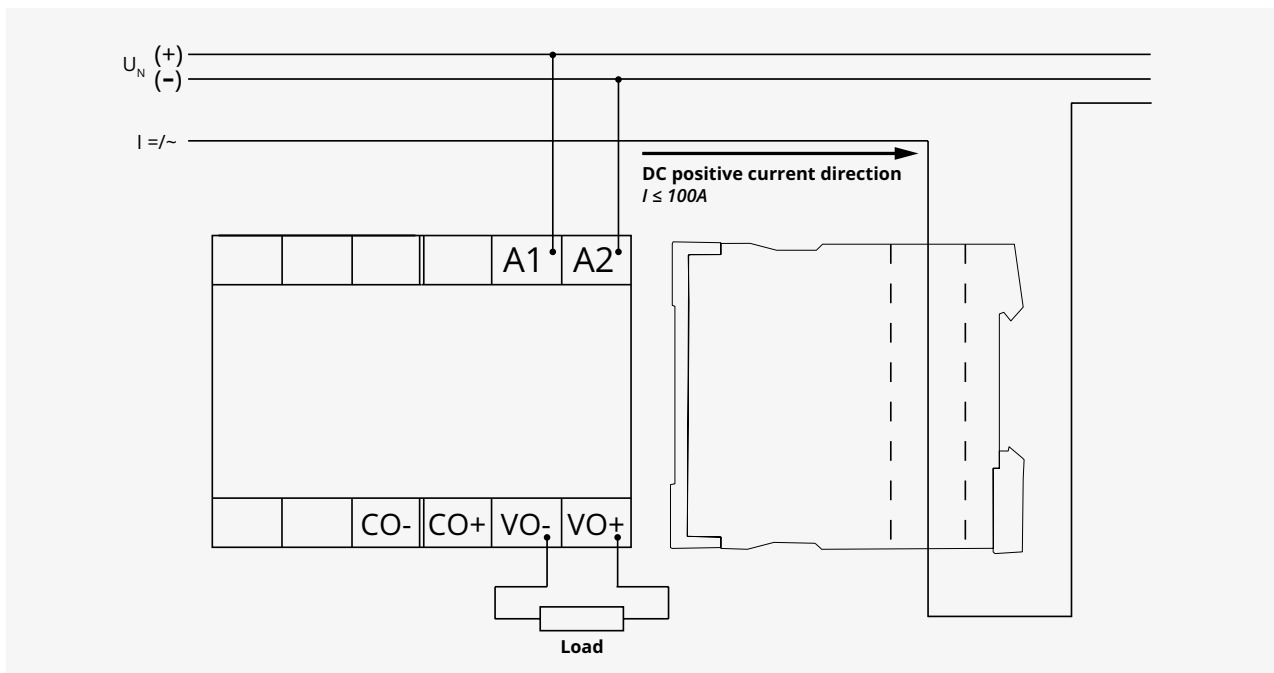 U_N (+)
(−)
I =/~
DC positive current direction
I ≤ 100A
A1 A2
CO- CO+ VO- VO+
Load